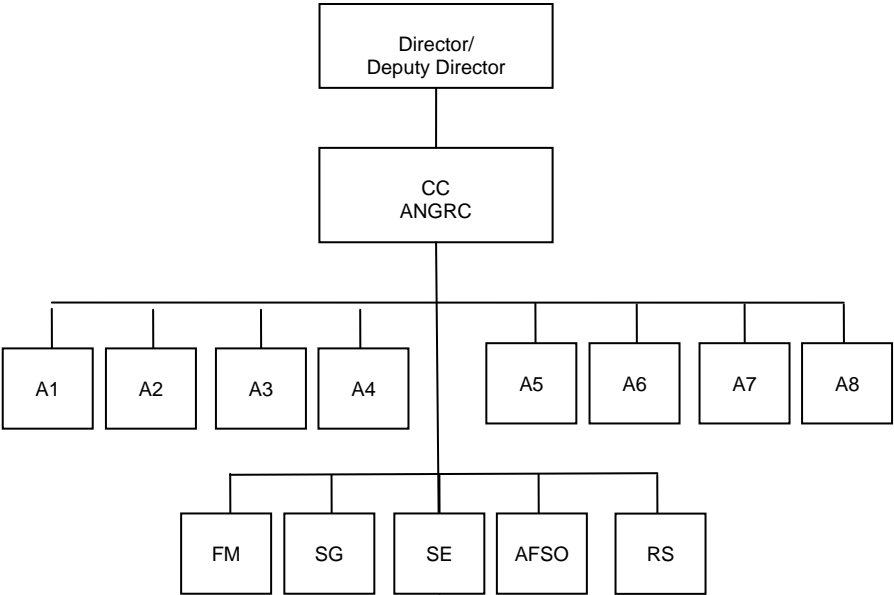 Director/
Deputy Director
CC
ANGRC
A1
A2
A3
A4
A5
A6
A7
A8
FM
SG
SE
AFSO
RS